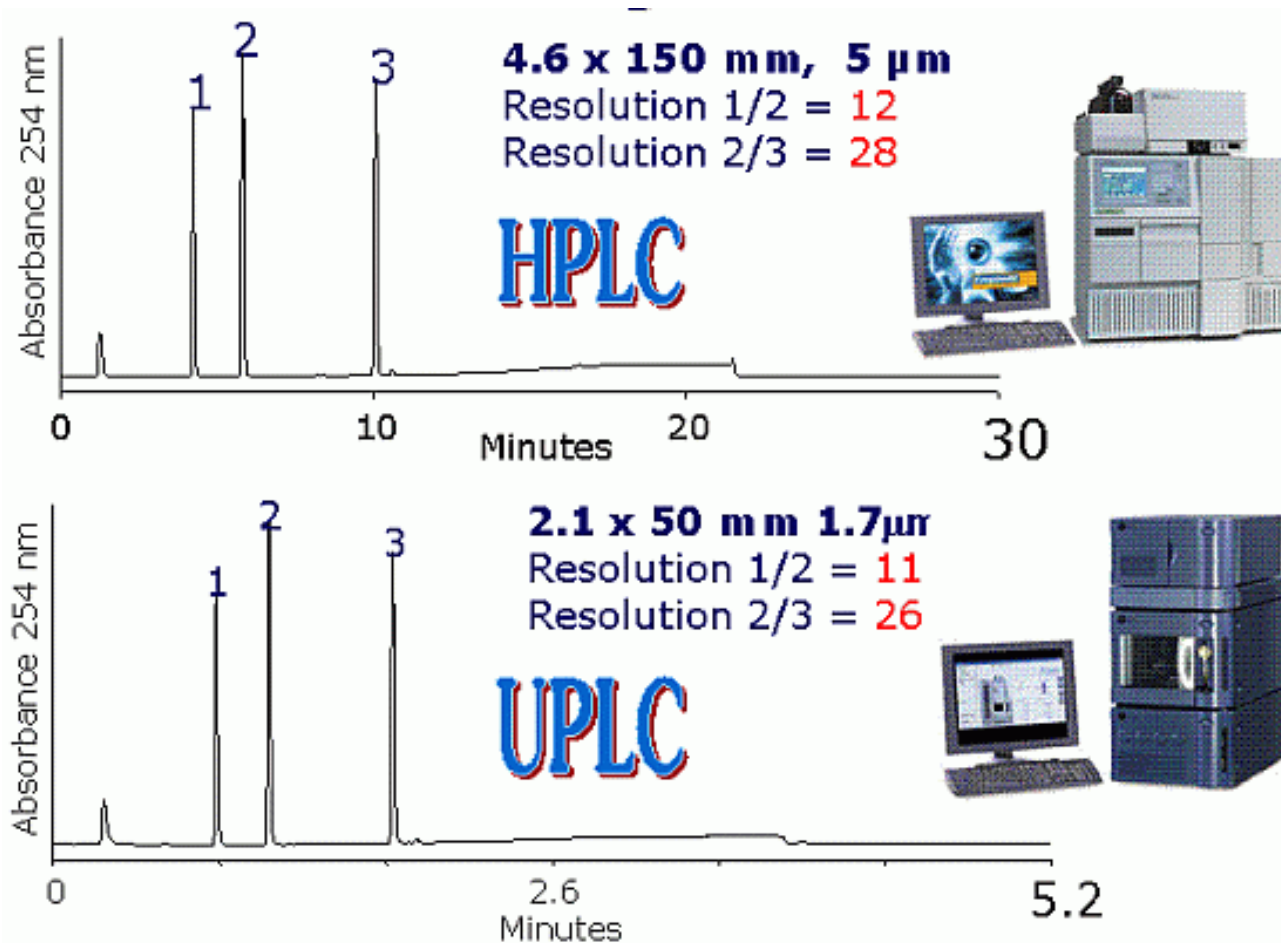 1
2
3
4.6 x 150 mm, 5 µm
Resolution 1/2 = 12
Resolution 2/3 = 28
HPLC
Absorbance 254 nm
0
10
20
30
Minutes
1
2
3
2.1 x 50 mm 1.7µm
Resolution 1/2 = 11
Resolution 2/3 = 26
UPLC
Absorbance 254 nm
0
2.6
5.2
Minutes